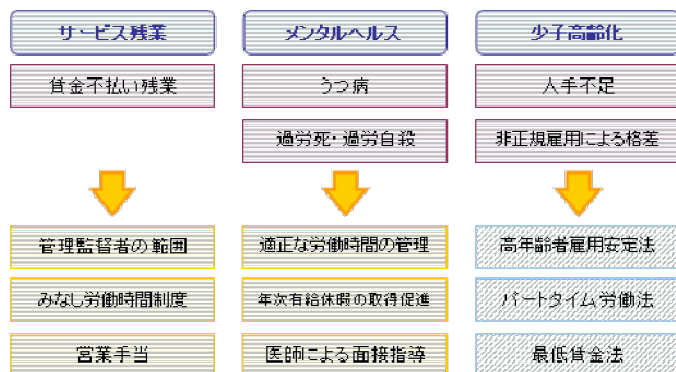 サービス残業
メンタルヘルス
少子高齢化
賃金不払い残業
うつ病
人手不足
過労死・過労自殺
非正規雇用による格差
管理監督者の範囲
適正な労働時間の管理
高年齢者雇用安定法
みなし労働時間制度
年次有給休暇の取得促進
パートタイム労働法
営業手当
医師による面接指導
最低賃金法